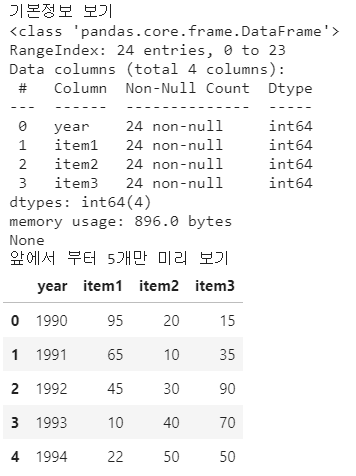 기본정보 보기
<class 'pandas.core.frame.DataFrame'>
RangeIndex: 24 entries, 0 to 23
Data columns (total 4 columns):
 #   Column  Non-Null Count  Dtype
---  ------  --------------  -----
 0   year    24 non-null     int64
 1   item1   24 non-null     int64
 2   item2   24 non-null     int64
 3   item3   24 non-null     int64
dtypes: int64(4)
memory usage: 896.0 bytes
None
앞에서 부터 5개만 미리 보기
year item1 item2 item3
0 1990 95 20 15
1 1991 65 10 35
2 1992 45 30 90
3 1993 10 40 70
4 1994 22 50 50